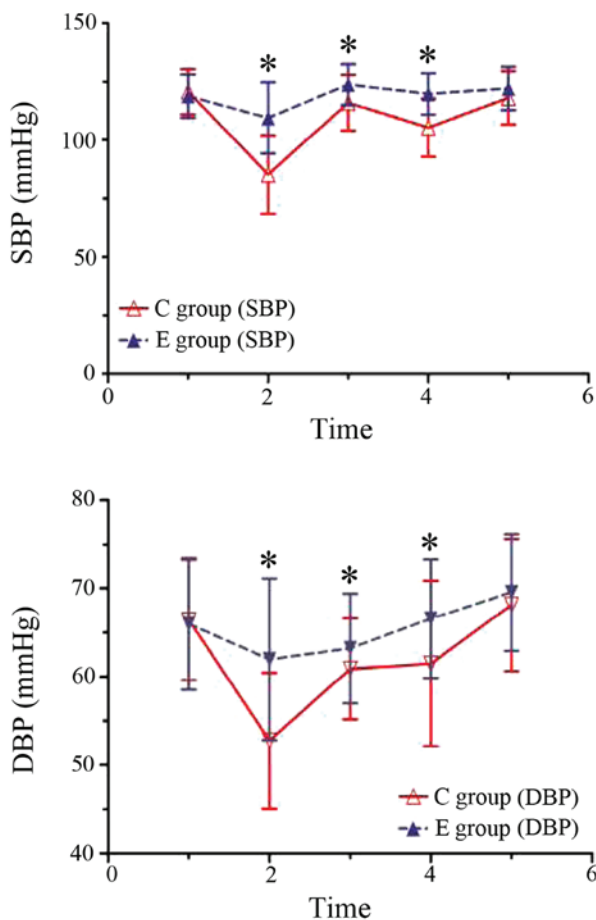 150
*
*
*
100
SBP (mmHg)
50
C group (SBP)
E group (SBP)
0
0
2
4
6
Time
80
*
*
*
70
60
DBP (mmHg)
50
C group (DBP)
E group (DBP)
40
0
2
4
6
Time